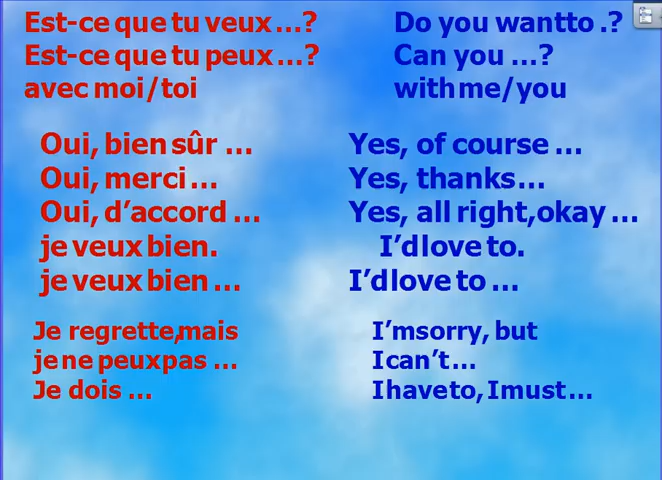 Est-ce que tu veux ...? Do you want to .?
Est-ce que tu peux ...? Can you ...?
avec moi/toi with me/you
Oui, bien sûr ... Yes, of course ...
Oui, merci ... Yes, thanks...
Oui, d'accord ... Yes, all right, okay ...
je veux bien. I'd love to.
je veux bien ... I'd love to ...
Je regrette, mais I'm sorry, but
je ne peux pas ... I can't ...
Je dois ... I have to, I must ...